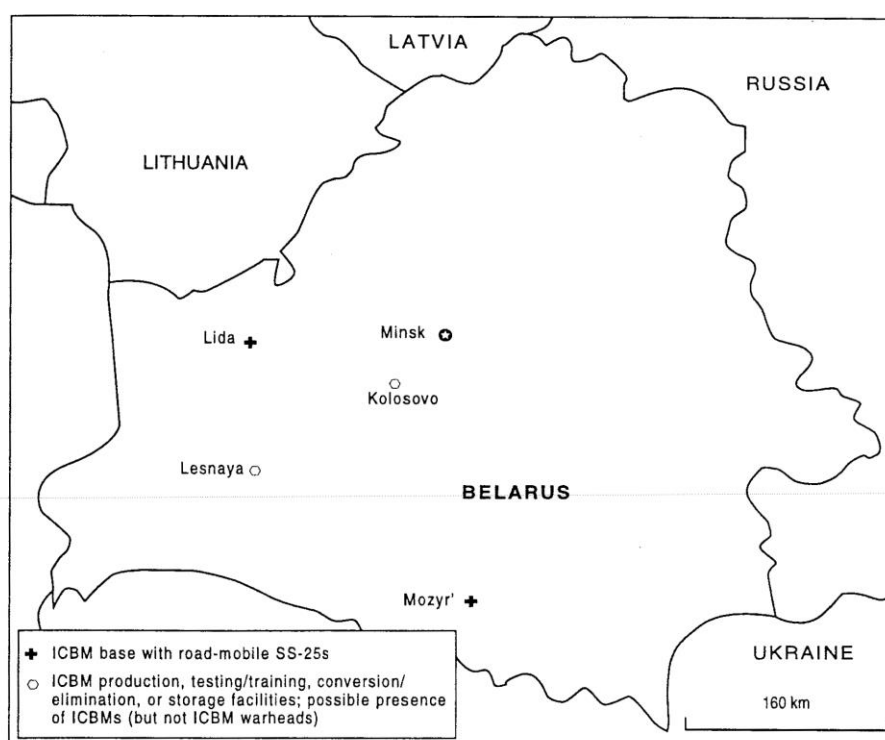 LATVIA
RUSSIA
LITHUANIA
Lida
Minsk
Kolosovo
Lesnaya
BELARUS
Mozyr'
ICBM base with road-mobile SS-25s
ICBM production, testing/training, conversion/
elimination, or storage facilities; possible presence
of ICBMs (but not ICBM warheads)
UKRAINE
160 km